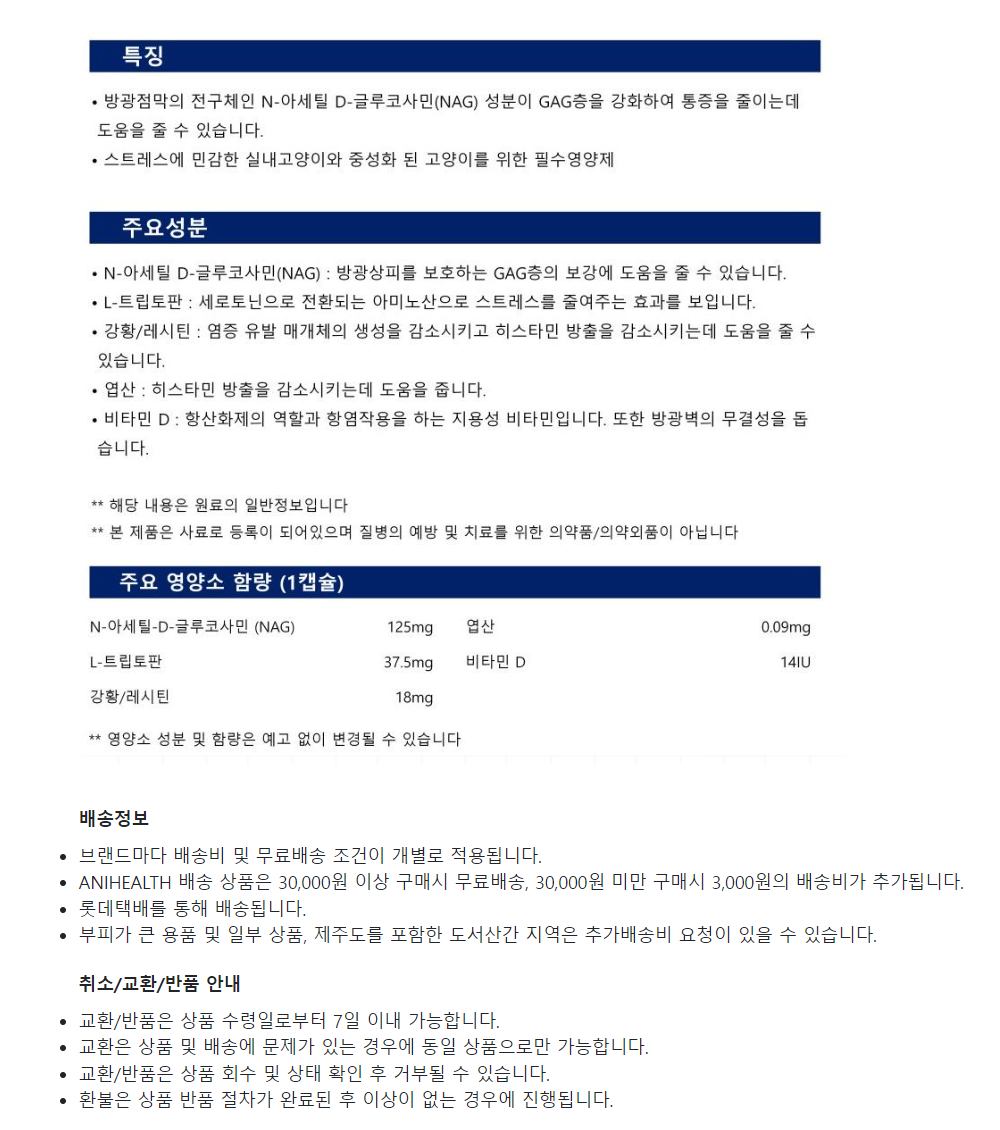 특징
• 방광점막의 전구체인 N-아세틸 D-글루코사민(NAG) 성분이 GAG층을 강화하여 통증을 줄이는데
도움을 줄 수 있습니다.
• 스트레스에 민감한 실내고양이와 중성화 된 고양이를 위한 필수영양제
주요성분
• N-아세틸 D-글루코사민(NAG) : 방광상피를 보호하는 GAG층의 보강에 도움을 줄 수 있습니다.
• L-트립토판 : 세로토닌으로 전환되는 아미노산으로 스트레스를 줄여주는 효과를 보입니다.
• 강황/레시틴 : 염증 유발 매개체의 생성을 감소시키고 히스타민 방출을 감소시키는데 도움을 줄 수
있습니다.
• 엽산 : 히스타민 방출을 감소시키는데 도움을 줍니다.
• 비타민 D : 항산화제의 역할과 항염작용을 하는 지용성 비타민입니다. 또한 방광벽의 무결성을 돕
습니다.
** 해당 내용은 원료의 일반정보입니다
** 본 제품은 사료로 등록이 되어있으며 질병의 예방 및 치료를 위한 의약품/의약외품이 아닙니다
주요 영양소 함량 (1캡슐)
N-아세틸-D-글루코사민 (NAG) 125mg 엽산 0.09mg
L-트립토판 37.5mg 비타민 D 14IU
강황/레시틴 18mg
** 영양소 성분 및 함량은 예고 없이 변경될 수 있습니다
배송정보
• 브랜드마다 배송비 및 무료배송 조건이 개별로 적용됩니다.
• ANIHEALTH 배송 상품은 30,000원 이상 구매시 무료배송, 30,000원 미만 구매시 3,000원의 배송비가 추가됩니다.
• 롯데택배를 통해 배송됩니다.
• 부피가 큰 용품 및 일부 상품, 제주도를 포함한 도서산간 지역은 추가배송비 요청이 있을 수 있습니다.
취소/교환/반품 안내
• 교환/반품은 상품 수령일로부터 7일 이내 가능합니다.
• 교환은 상품 및 배송에 문제가 있는 경우에 동일 상품으로만 가능합니다.
• 교환/반품은 상품 회수 및 상태 확인 후 거부될 수 있습니다.
• 환불은 상품 반품 절차가 완료된 후 이상이 없는 경우에 진행됩니다.